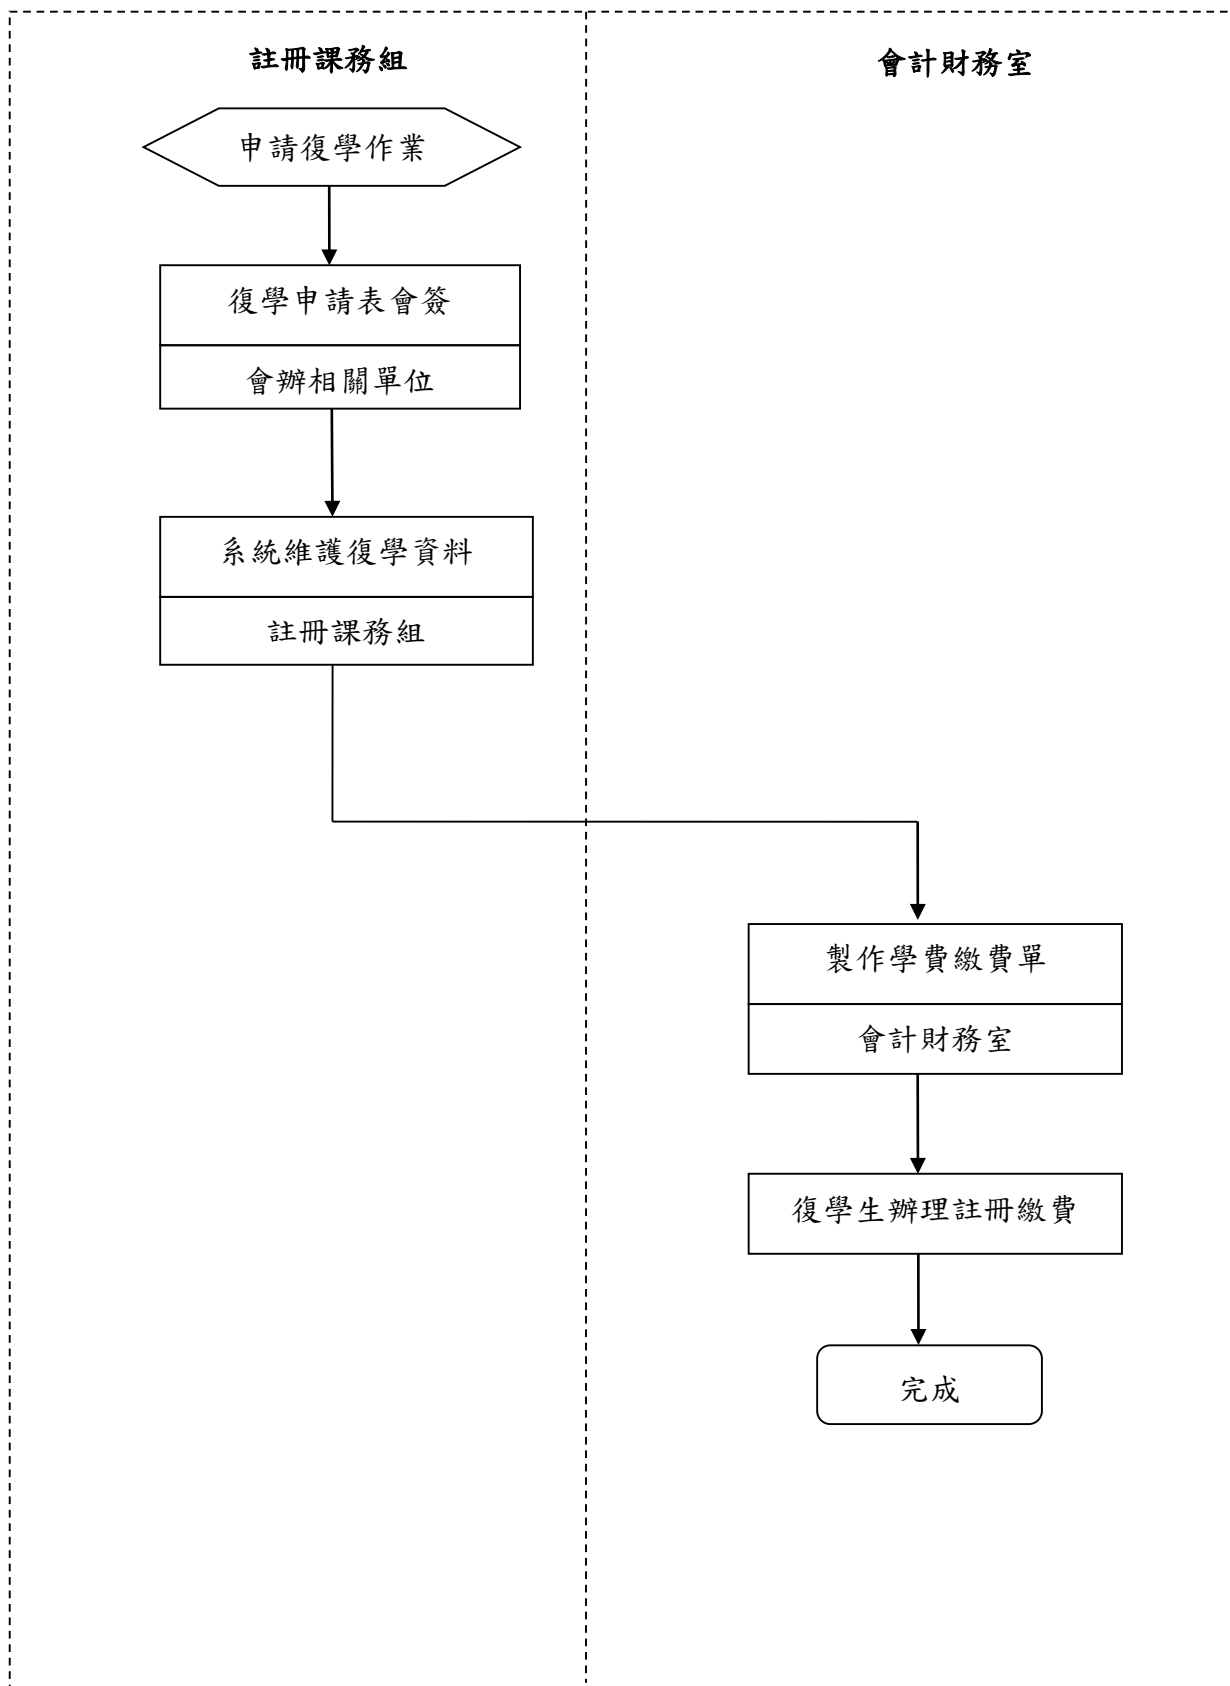 註冊課務組
會計財務室
申請復學作業
復學申請表會簽
會辦相關單位
系統維護復學資料
註冊課務組
製作學費繳費單
會計財務室
復學生辦理註冊繳費
完成